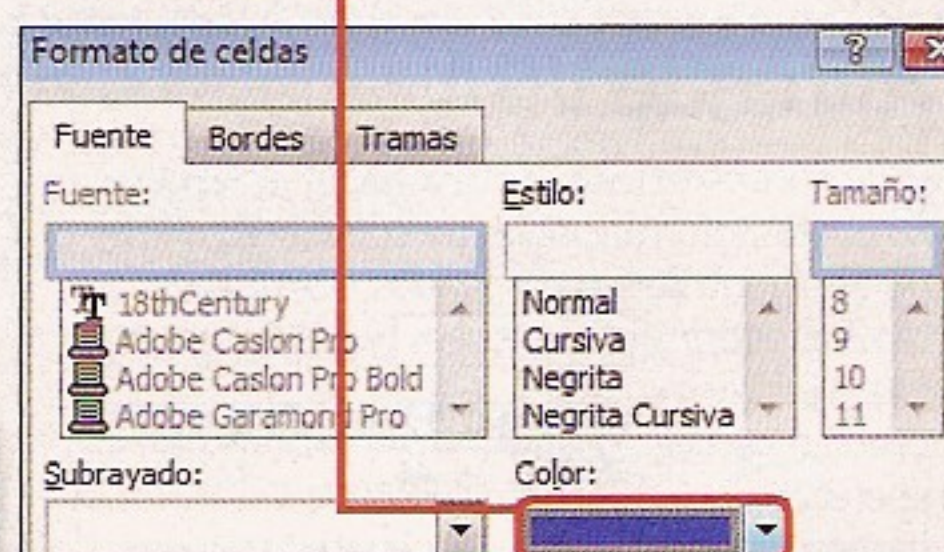 Formato de celdas
Fuente Bordes Tramas
Fuente: Estilo: Tamaño:
18thCentury Normal 8
Adobe Caslon Pro Cursiva 9
Adobe Caslon Pro Bold Negrita 10
Adobe Garamond Pro Negrita Cursiva 11
Subrayado: Color: